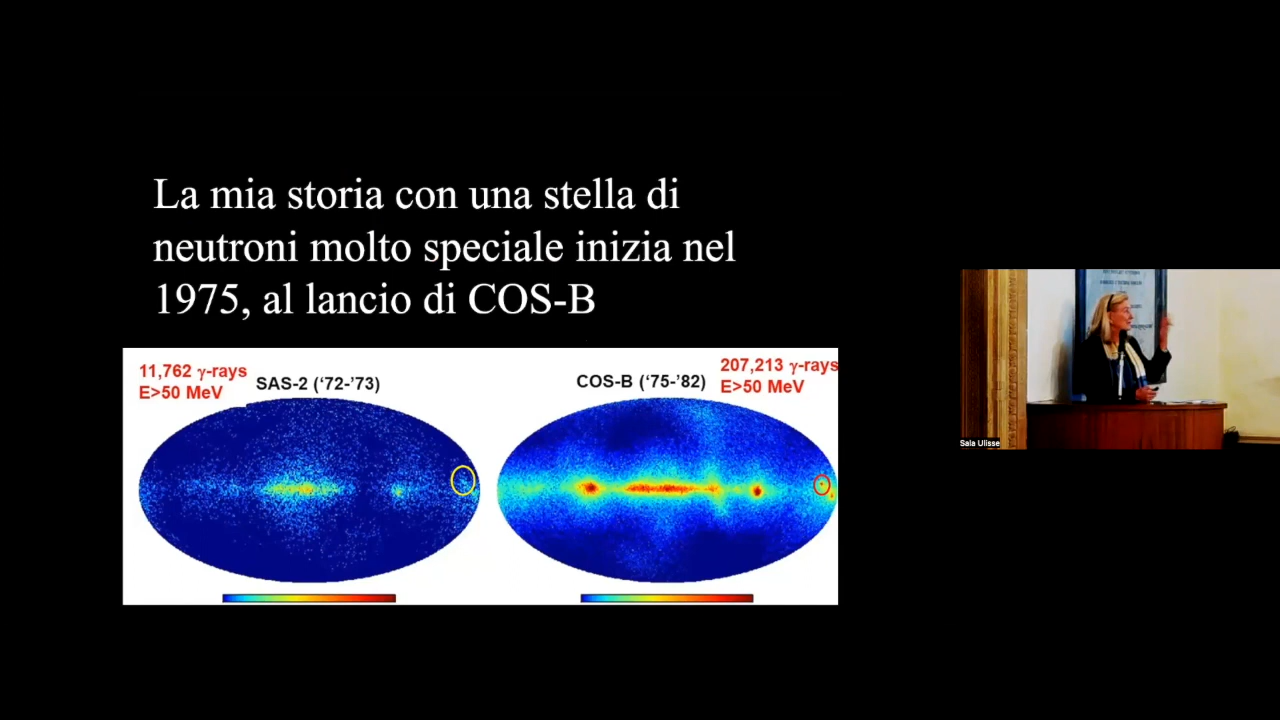 La mia storia con una stella di
neutroni molto speciale inizia nel
1975, al lancio di COS-B
11,762 γ-rays
E>50 MeV
SAS-2 (‘72-’73)
COS-B (‘75-’82)
207,213 γ-rays
E>50 MeV
Sala Ulisse